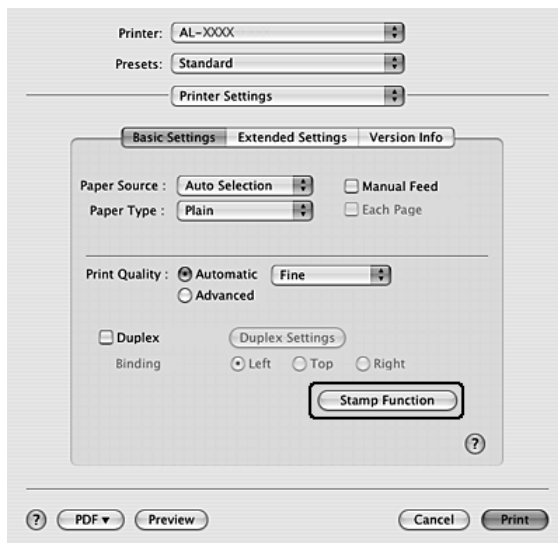 Printer: AL-XXXX
Presets: Standard
Printer Settings
Basic Settings Extended Settings Version Info
Paper Source : Auto Selection Manual Feed
Paper Type : Plain Each Page
Print Quality : Automatic Fine
Advanced
Duplex Duplex Settings
Binding Left Top Right
Stamp Function
?
? PDF▼ Preview Cancel Print